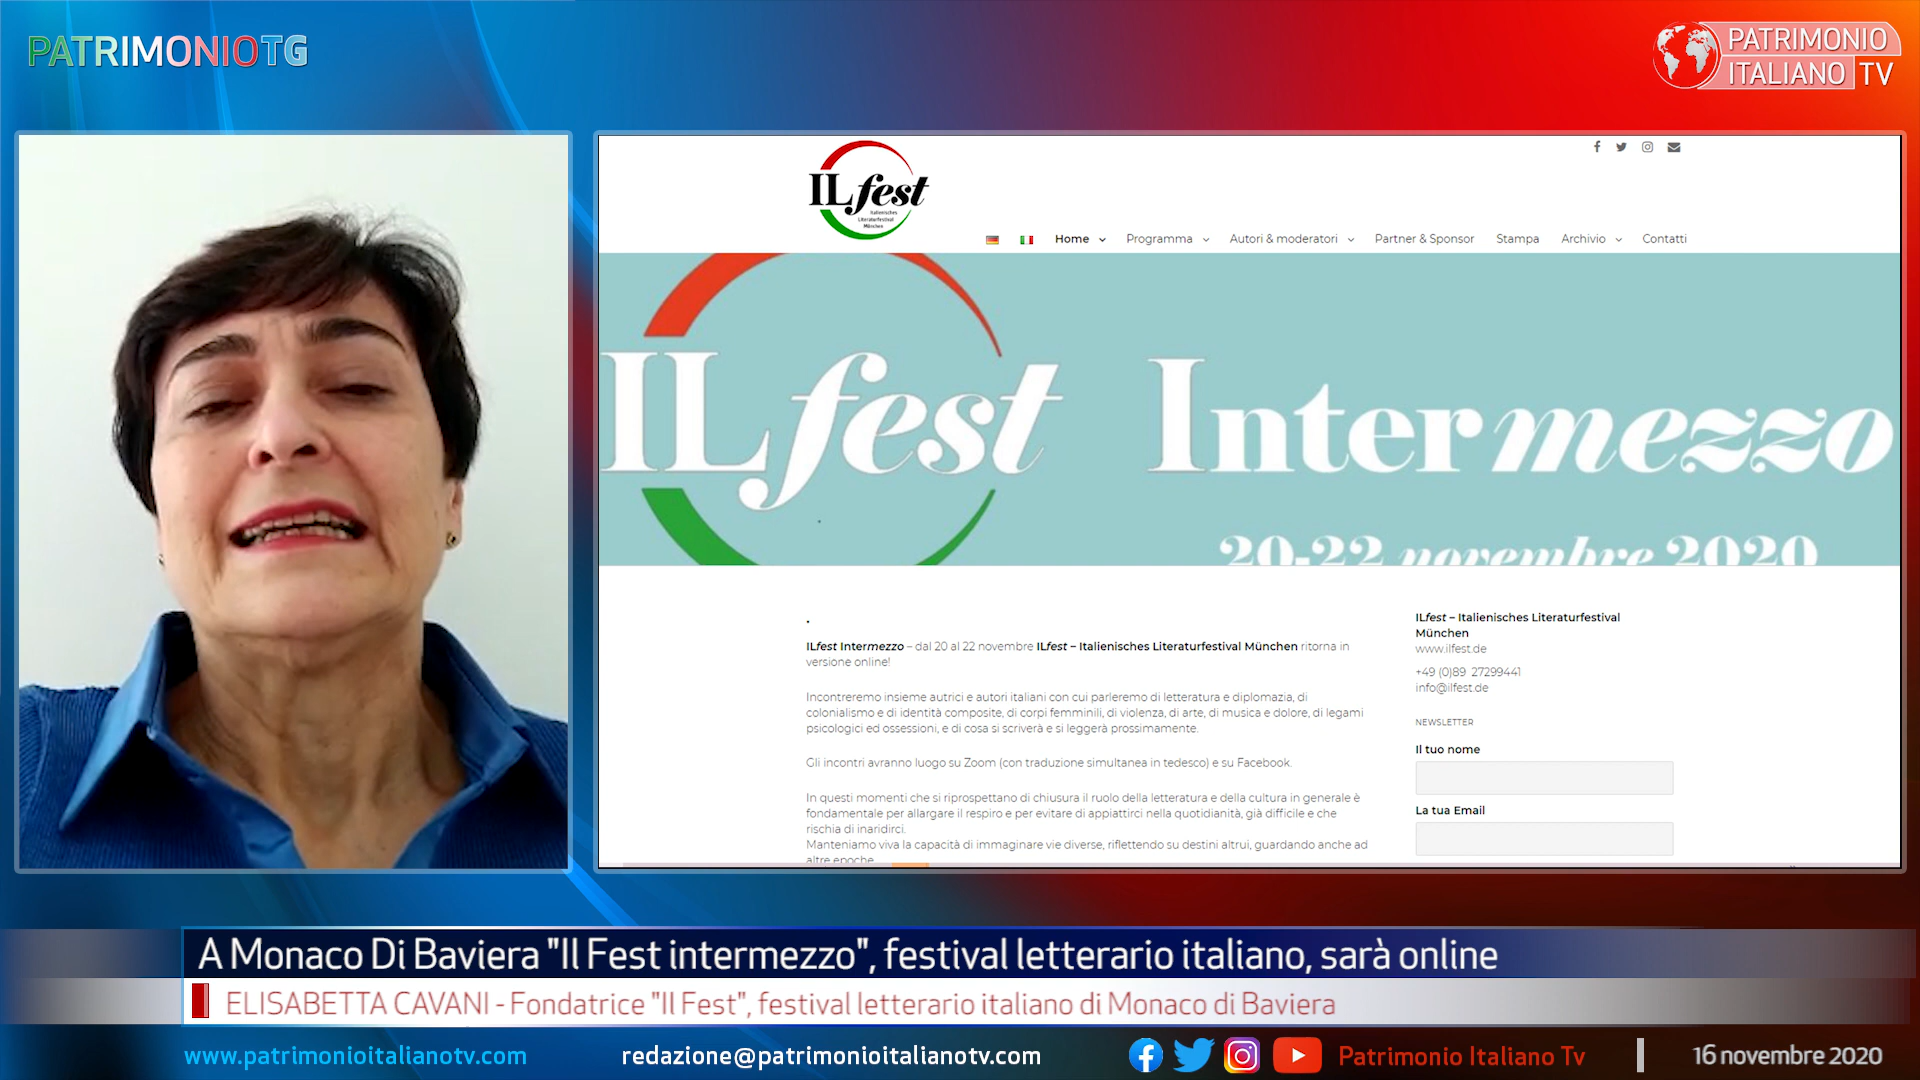 PATRIMONIOTG
PATRIMONIO
ITALIANO TV
ILfest
Italienisches
Literaturfestival
München
Home
Programma
Autori & moderatori
Partner & Sponsor
Stampa
Archivio
Contatti
ILfest Intermezzo
20-22 novembre 2020
ILfest Intermezzo – dal 20 al 22 novembre ILfest – Italienisches Literaturfestival München ritorna in
versione online!
Incontreremo insieme autrici e autori italiani con cui parleremo di letteratura e diplomazia, di
colonialismo e di identità composite, di corpi femminili, di violenza, di arte, di musica e dolore, di legami
psicologici ed ossessioni, e di cosa si scriverà e si leggerà prossimamente.
Gli incontri avranno luogo su Zoom (con traduzione simultanea in tedesco) e su Facebook.
In questi momenti che si riprospettano di chiusura il ruolo della letteratura e della cultura in generale è
fondamentale per allargare il respiro e per evitare di appiattirci nella quotidianità, già difficile e che
rischia di inaridirci.
Manteniamo viva la capacità di immaginare vie diverse, riflettendo su destini altrui, guardando anche ad
altre epoche
ILfest – Italienisches Literaturfestival
München
www.ilfest.de
+49 (0)89 27299441
info@ilfest.de
NEWSLETTER
Il tuo nome
La tua Email
A Monaco Di Baviera "Il Fest intermezzo", festival letterario italiano, sarà online
ELISABETTA CAVANI - Fondatrice "Il Fest", festival letterario italiano di Monaco di Baviera
www.patrimonioitalianotv.com
redazione@patrimonioitalianotv.com
Patrimonio Italiano Tv
16 novembre 2020